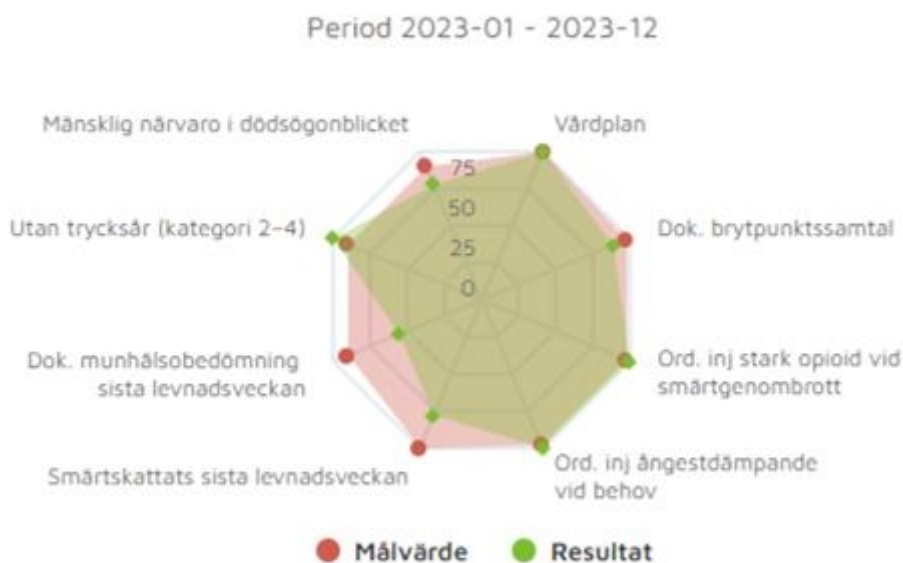 Period 2023-01 - 2023-12
Mänsklig närvaro i dödsögonblicket
Vårdplan
75
50
25
0
Utan trycksår (kategori 2-4)
Dok. brytpunktssamtal
Dok. munhälsobedömning
sista levnadsveckan
Ord. inj stark opioid vid
smärtgenombrott
Smärtskattats sista levnadsveckan
Ord. inj ångestdämpande
vid behov
Målvärde
Resultat